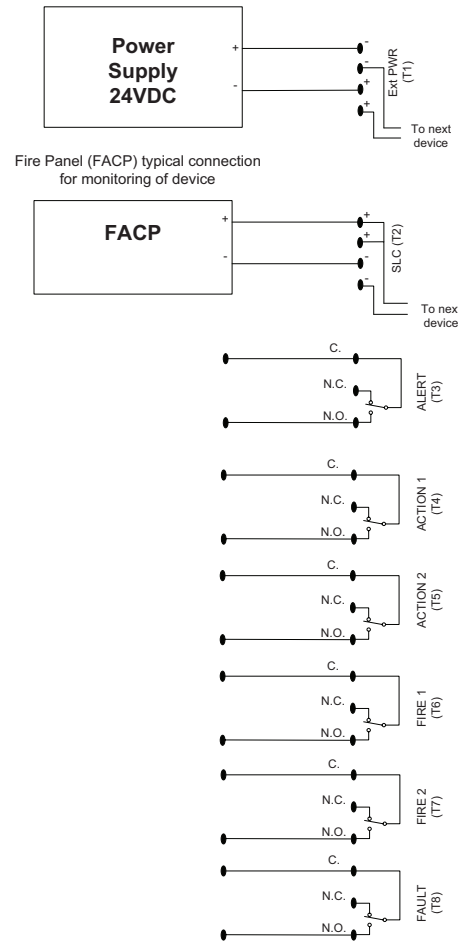 Power
Supply
24VDC
+
-
-
-
+
+
Ext PWR
(T1)
To next
device
Fire Panel (FACP) typical connection
for monitoring of device
FACP
+
-
+
+
-
-
SLC (T2)
To nex
device
C.
N.C.
N.O.
ALERT
(T3)
C.
N.C.
N.O.
ACTION 1
(T4)
C.
N.C.
N.O.
ACTION 2
(T5)
C.
N.C.
N.O.
FIRE 1
(T6)
C.
N.C.
N.O.
FIRE 2
(T7)
C.
N.C.
N.O.
FAULT
(T8)